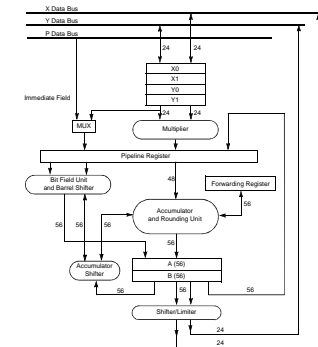 X Data Bus
Y Data Bus
P Data Bus
24
24
X0
X1
Y0
Y1
Immediate Field
24
24
MUX
Multiplier
Pipeline Register
Bit Field Unit
and Barrel Shifter
48
Forwarding Register
56
Accumulator
and Rounding Unit
56
56
56
56
Accumulator
Shifter
A (56)
B (56)
56
56
56
Shifter/Limiter
24
24